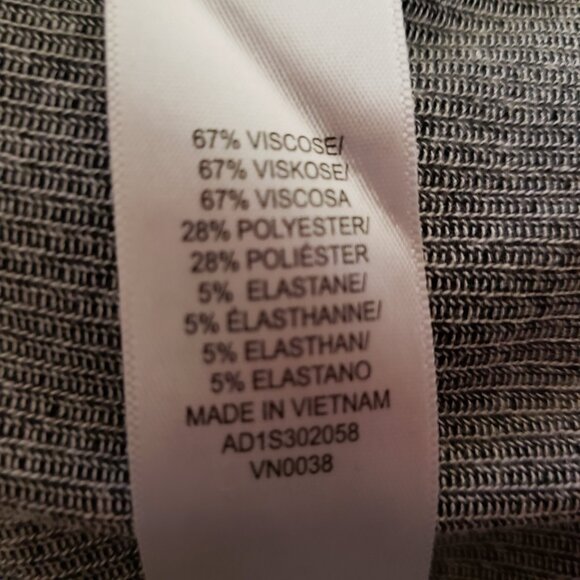 67% VISCOSE/
67% VISKOSE/
67% VISCOSA
28% POLYESTER/
28% POLIÉSTER
5% ELASTANE/
5% ÉLASTHANNE/
5% ELASTHAN/
5% ELASTANO
MADE IN VIETNAM
AD1S302058
VN0038